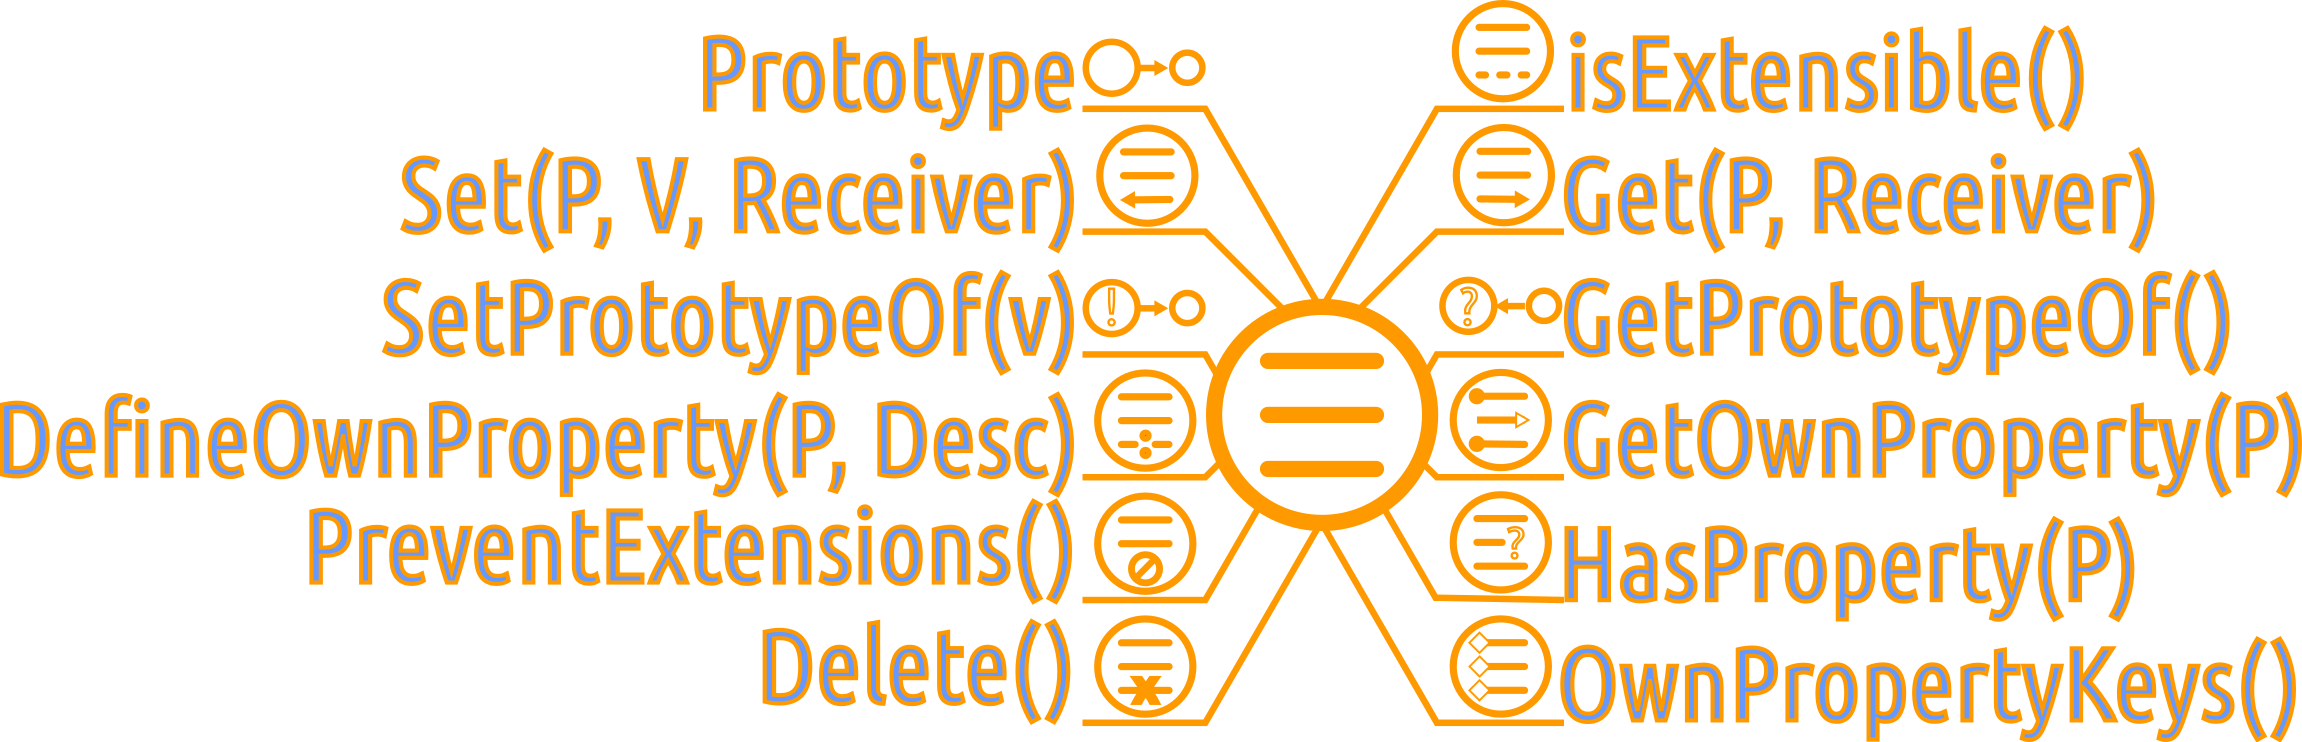 Prototype
Set(P, V, Receiver)
SetPrototypeOf(v)
DefineOwnProperty(P, Desc)
PreventExtensions()
Delete()
isExtensible()
Get(P, Receiver)
GetPrototypeOf()
GetOwnProperty(P)
HasProperty(P)
OwnPropertyKeys()
!
?
?
x